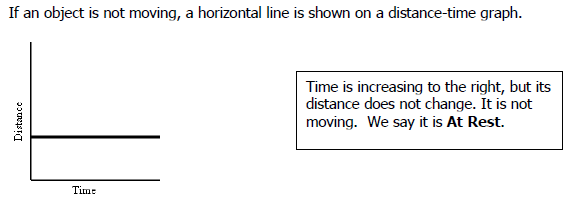 If an object is not moving, a horizontal line is shown on a distance-time graph.
Time is increasing to the right, but its
distance does not change. It is not
moving.  We say it is At Rest.
Distance
Time